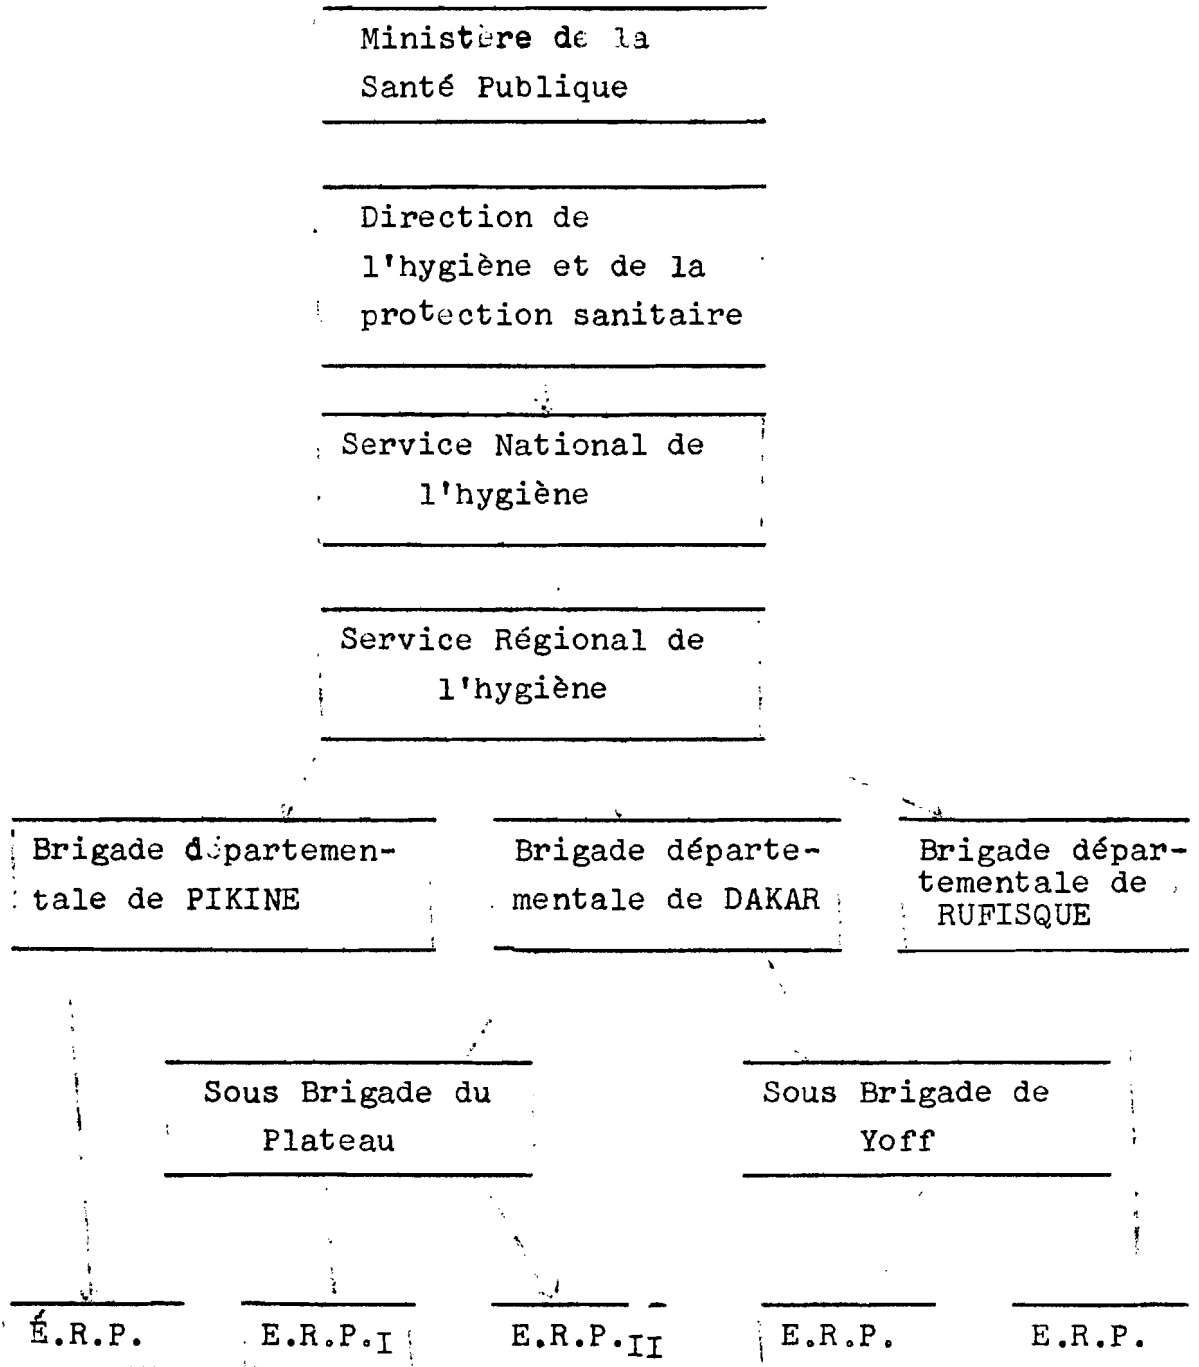 Ministère de la
Santé Publique
Direction de
l'hygiène et de la
protection sanitaire
Service National de
l'hygiène
Service Régional de
l'hygiène
Brigade départemen-
tale de PIKINE
Brigade départe-
mentale de DAKAR
Brigade dépar-
tementale de
RUFISQUE
Sous Brigade du
Plateau
Sous Brigade de
Yoff
É.R.P.
E.R.P.I
E.R.P.II
E.R.P.
E.R.P.